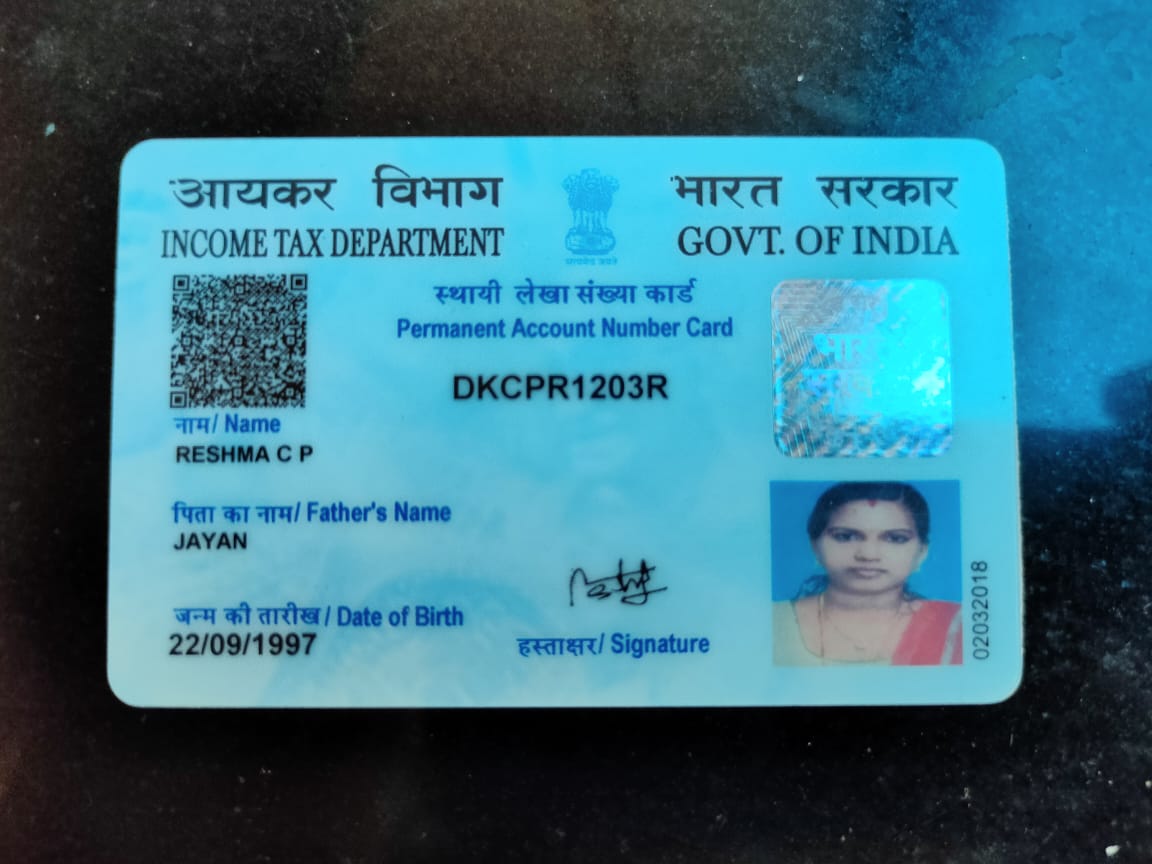 आयकर विभाग
INCOME TAX DEPARTMENT
सत्यमेव जयते
भारत सरकार
GOVT. OF INDIA
स्थायी लेखा संख्या कार्ड
Permanent Account Number Card
DKCPR1203R
नाम/ Name
RESHMA C P
पिता का नाम/ Father's Name
JAYAN
जन्म की तारीख/ Date of Birth
22/09/1997
हस्ताक्षर/ Signature
02032018